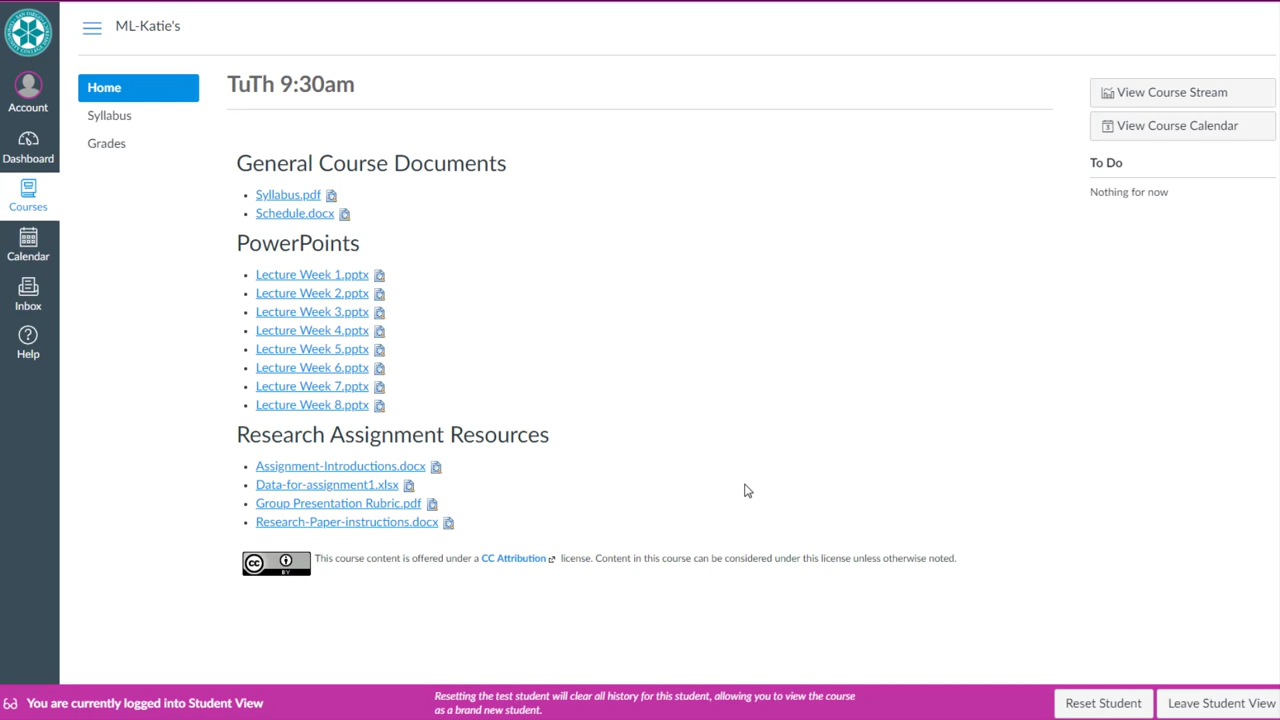 ML-Katie's
Account
Dashboard
Courses
Calendar
Inbox
Help
Home
Syllabus
Grades
TuTh 9:30am
General Course Documents
Syllabus.pdf
Schedule.docx
PowerPoints
Lecture Week 1.pptx
Lecture Week 2.pptx
Lecture Week 3.pptx
Lecture Week 4.pptx
Lecture Week 5.pptx
Lecture Week 6.pptx
Lecture Week 7.pptx
Lecture Week 8.pptx
Research Assignment Resources
Assignment-Introductions.docx
Data-for-assignment1.xlsx
Group Presentation Rubric.pdf
Research-Paper-instructions.docx
cc BY This course content is offered under a CC Attribution license. Content in this course can be considered under this license unless otherwise noted.
View Course Stream
View Course Calendar
To Do
Nothing for now
You are currently logged into Student View
Resetting the test student will clear all history for this student, allowing you to view the course
as a brand new student.
Reset Student
Leave Student View